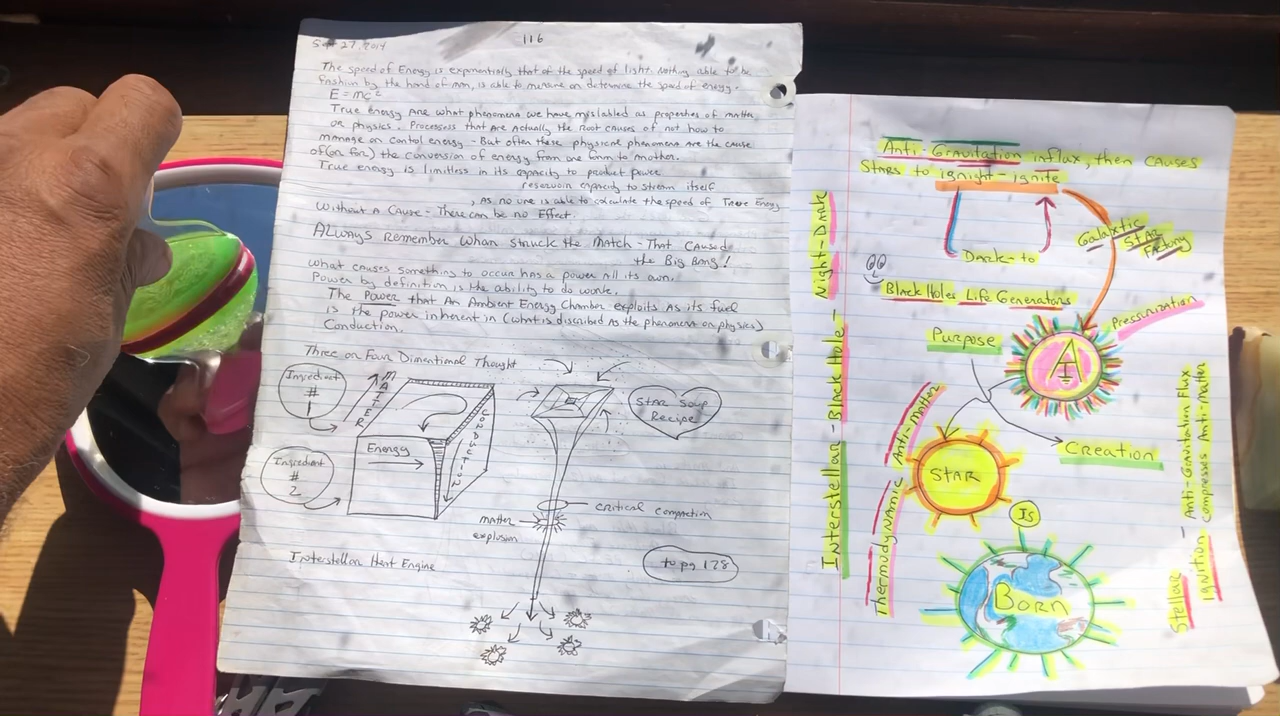 116
The speed of Energy is exponentially that of the speed of light. Nothing able to be
fashion by the hand of man, is able to measure or determine the speed of energy.
E = mc²
True energy are what phenomena we have mislabled as properties of matter
or physics. Processess that are actually the root causes of not how to
manage or control energy - But often these physical phenomena are the cause
of (or for) the conversion of energy from one form to another.
True energy is limitless in its capacity to product power
reservoir capacity to stream itself
, As no one is able to calculate the speed of True Energy
Without A Cause - There can be no Effect.
Always remember whan struck the Match - That caused
the Big Bang!
What causes something to occur has a power All its own.
Power by definition is the ability to do work.
The Power that An Ambient Energy Chamber exploits As its fuel
is the power inherent in (what is discribed As the phenomena or physics)
Conduction.
Three or Four Dimentional Thought
Ingredient
#
1
MATTER
Energy
Ingredient
#
2
Star Soup
Recipe
critical compaction
matter
explosion
Interstellar Heat Engine
to pg 128
Anti-Gravitation influx, then causes
Stars to ignight-ignite
Dark-to
Galaxtic
Star
Factory
Black Holes Life Generators
Pressurization
Purpose
A
Creation
STAR
Is
Born
Interstellar - Black Hole - Night-Dark
Thermodynamic Anti-matter
Stellar - Anti-Gravitation Flux
Ignition - compresses Anti-Matter